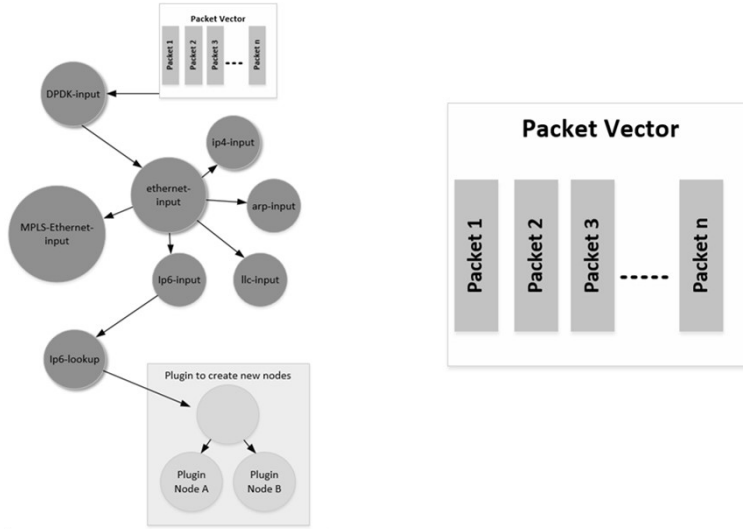 Packet Vector
Packet 1
Packet 2
Packet 3
Packet n
DPDK-input
ip4-input
ethernet-
input
arp-input
MPLS-Ethernet-
input
Ip6-input
llc-input
Ip6-lookup
Plugin to create new nodes
Plugin
Node A
Plugin
Node B
Packet Vector
Packet 1
Packet 2
Packet 3
Packet n